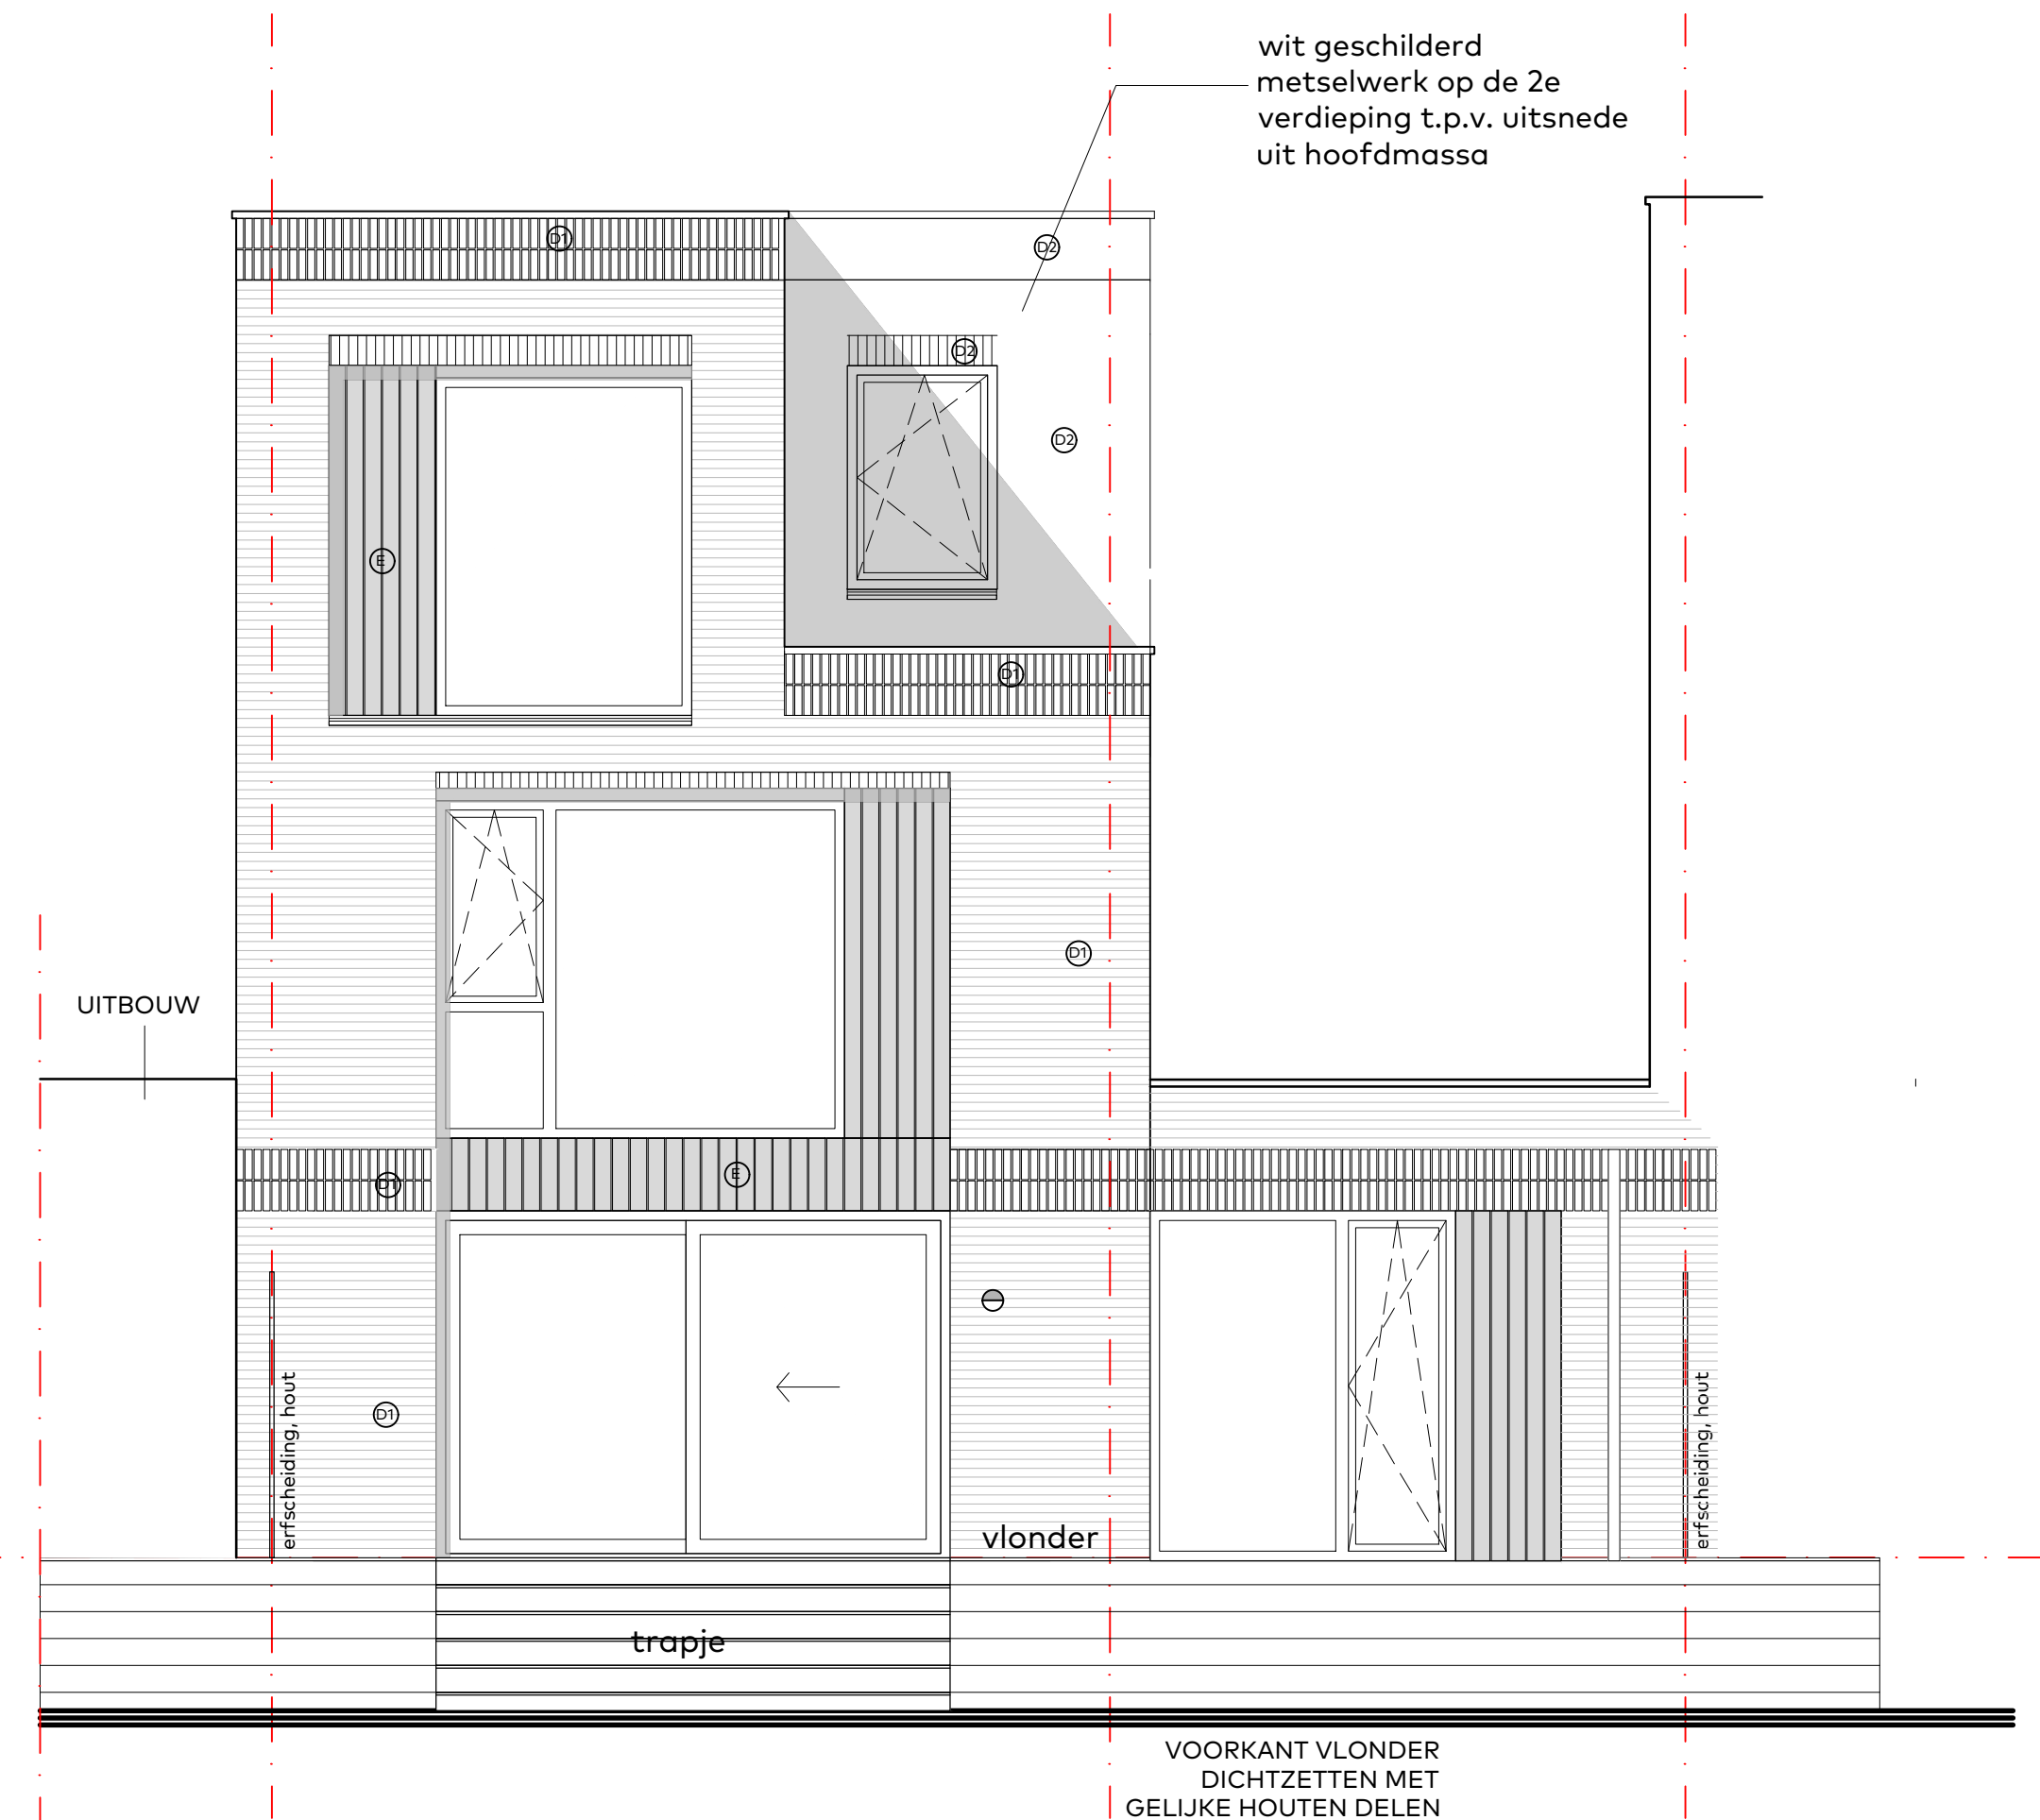 wit geschilderd
metselwerk op de 2e
verdieping t.p.v. uitsnede
uit hoofdmassa
D1
D2
D2
D2
E
D1
D1
UITBOUW
E
D1
D1
erfscheiding, hout
erfscheiding, hout
vlonder
trapje
VOORKANT VLONDER
DICHTZETTEN MET
GELIJKE HOUTEN DELEN